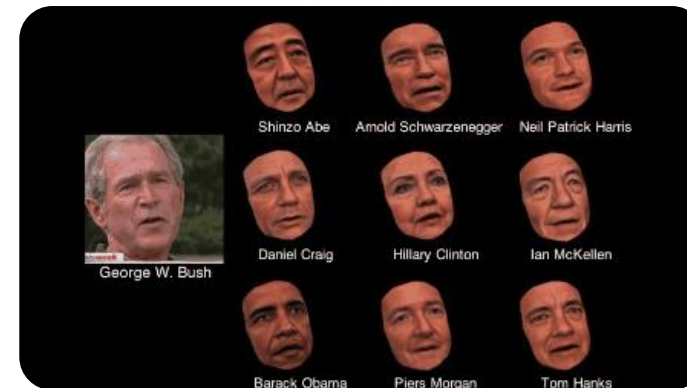 Shinzo Abe
Arnold Schwarzenegger
Neil Patrick Harris
George W. Bush
Daniel Craig
Hillary Clinton
Ian McKellen
Barack Obama
Piers Morgan
Tom Hanks